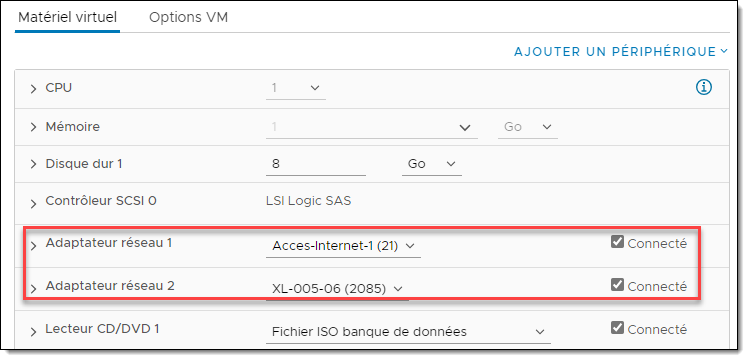 Matériel virtuel Options VM
AJOUTER UN PÉRIPHÉRIQUE
CPU 1
Mémoire 1 Go
Disque dur 1 8 Go
Contrôleur SCSI 0 LSI Logic SAS
Adaptateur réseau 1 Acces-Internet-1 (21) Connecté
Adaptateur réseau 2 XL-005-06 (2085) Connecté
Lecteur CD/DVD 1 Fichier ISO banque de données Connecté